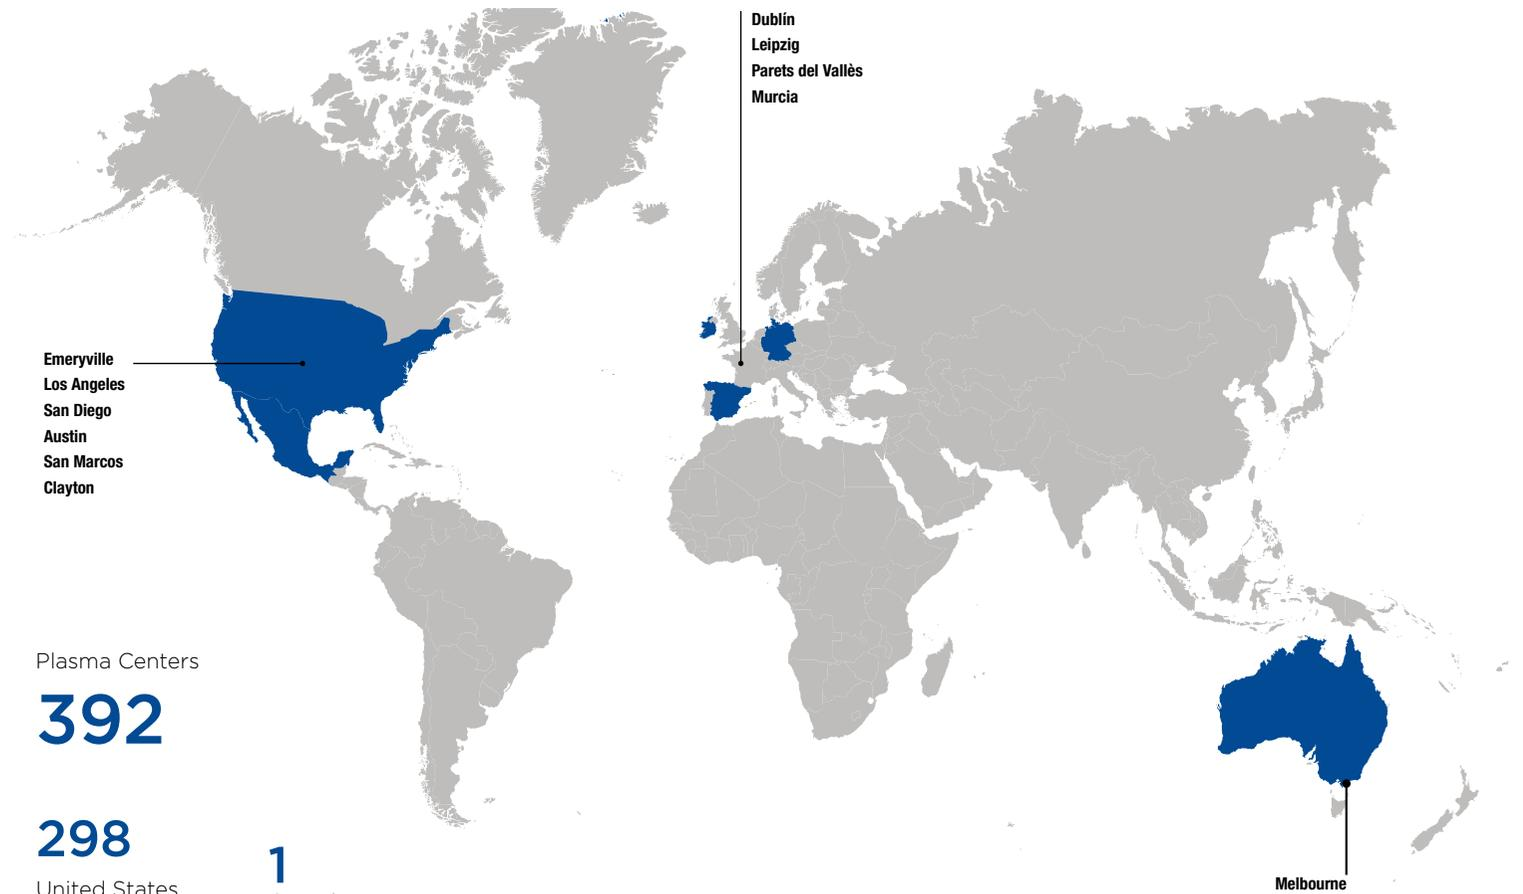 Dublín
Leipzig
Parets del Vallès
Murcia
Emeryville
Los Angeles
San Diego
Austin
San Marcos
Clayton
Plasma Centers
392
298
United States
1
Melbourne